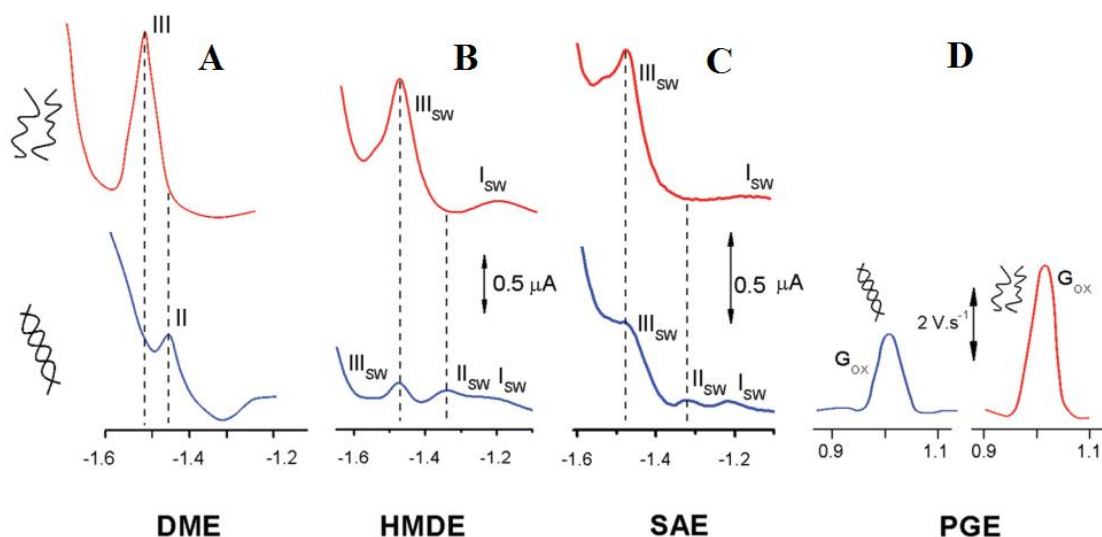 A
III
II
-1.6
-1.4
-1.2
DME
B
III_SW
I_SW
0.5 μA
III_SW
II_SW
I_SW
-1.6
-1.4
-1.2
HMDE
C
III_SW
I_SW
0.5 μA
III_SW
II_SW
I_SW
-1.6
-1.4
-1.2
SAE
D
G_ox
2 V.s⁻¹
G_ox
0.9
1.1
0.9
1.1
PGE